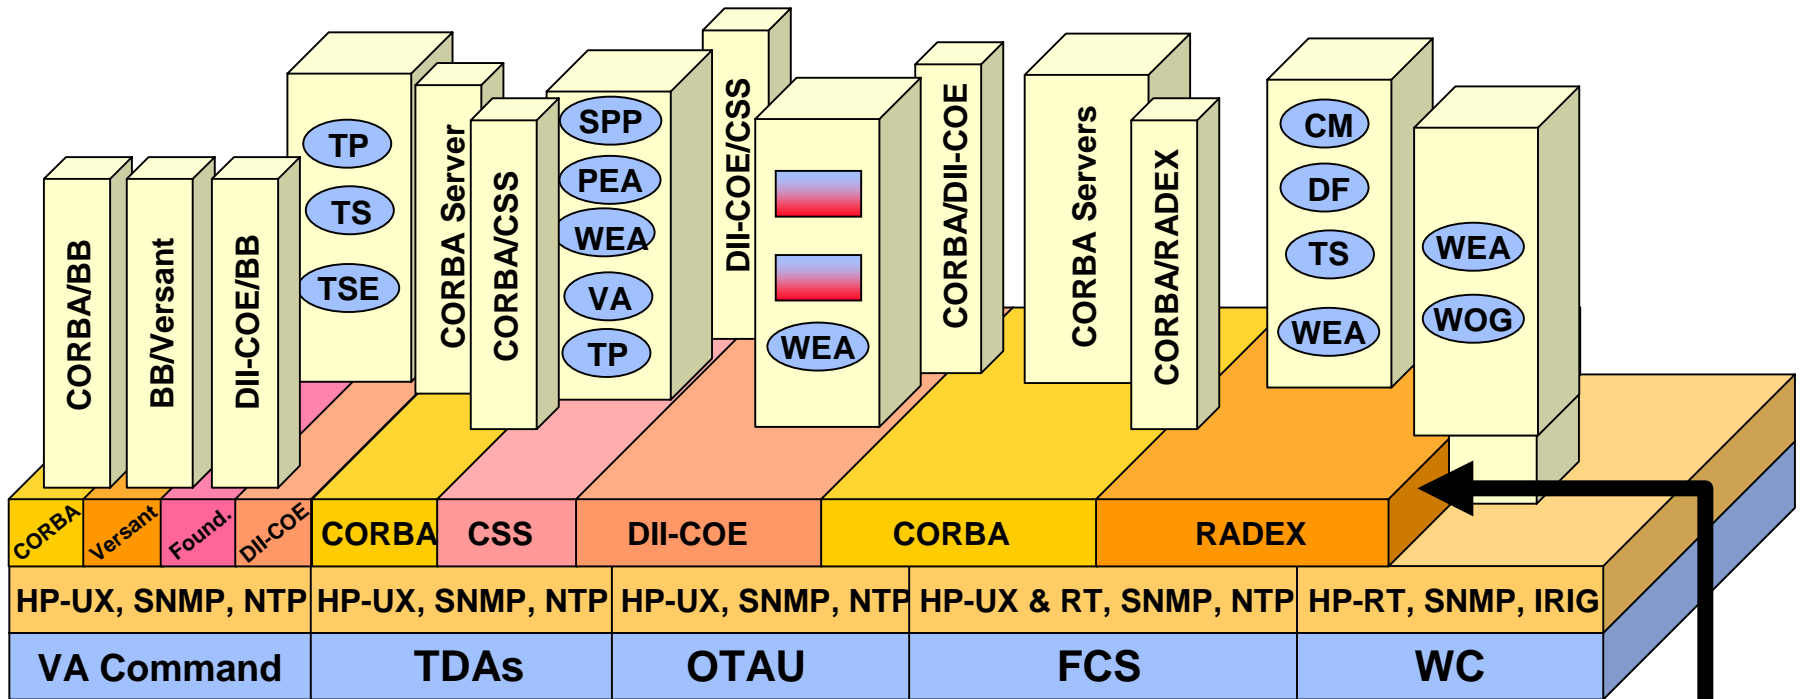 CORBA/BB
BB/Versant
DII-COE/BB
TP
TS
TSE
CORBA Server
CORBA/CSS
SPP
PEA
WEA
VA
TP
DII-COE/CSS
WEA
CORBA/DII-COE
CORBA Servers
CORBA/RADEX
CM
DF
TS
WEA
WEA
WOG
CORBA
Versant
Found.
DII-COE
CORBA
CSS
DII-COE
CORBA
RADEX
HP-UX, SNMP, NTP
HP-UX, SNMP, NTP
HP-UX, SNMP, NTP
HP-UX & RT, SNMP, NTP
HP-RT, SNMP, IRIG
VA Command
TDAs
OTAU
FCS
WC